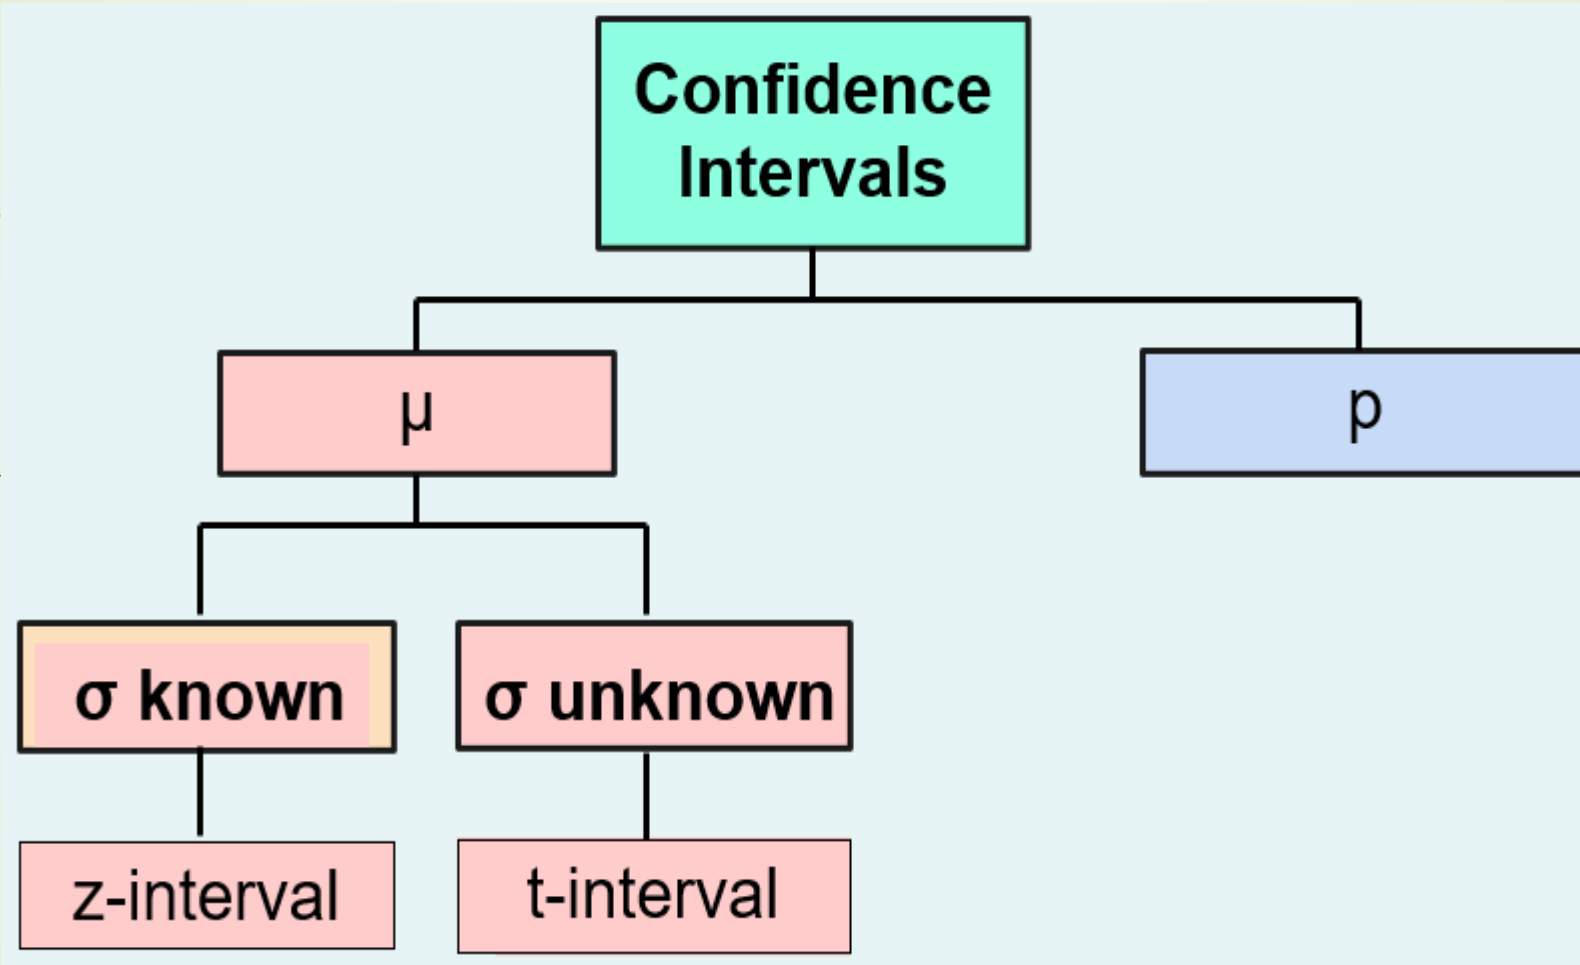 Confidence
Intervals
μ
p
σ known
σ unknown
z-interval
t-interval